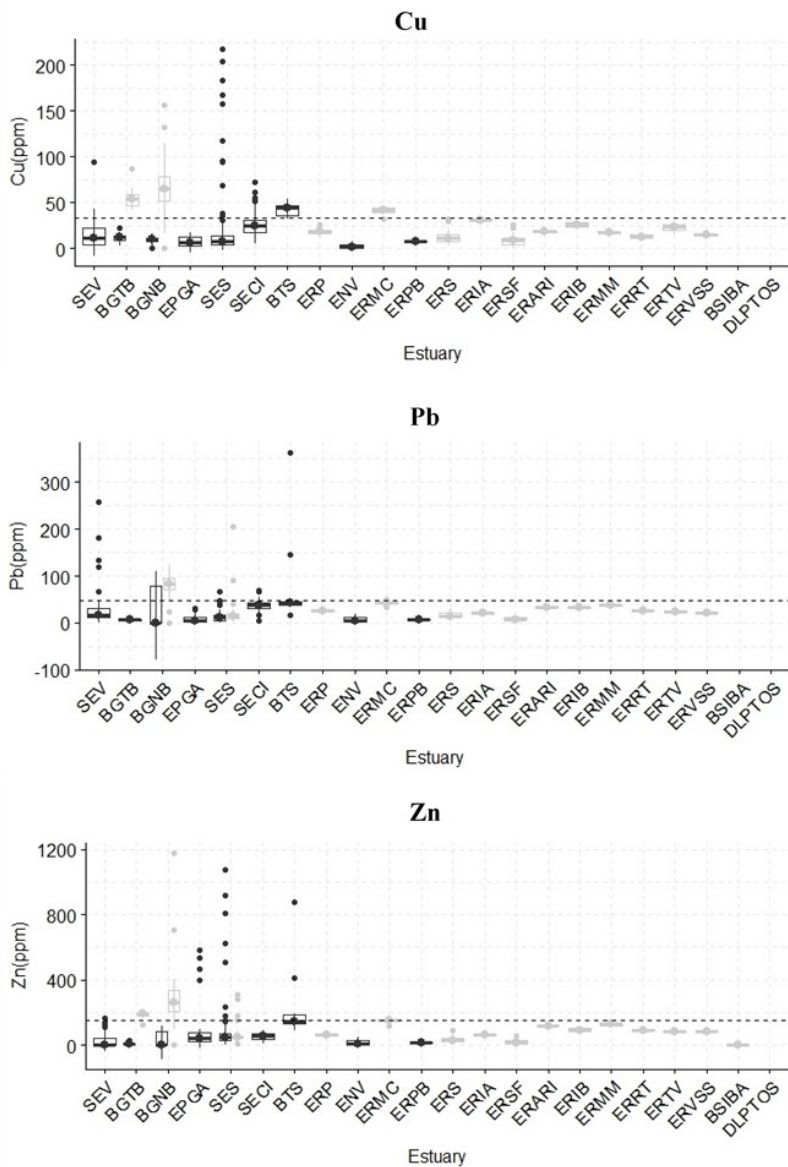 Cu
200
150
100
50
0
Cu(ppm)
SEV BGTB BGNB EPGA SES SECI BTS ERP ENV ERMC ERPB ERS ERIA ERSF ERARI ERIB ERMM ERRT ERTV ERVSS BSIBA DLPTOS
Estuary
Pb
300
200
100
0
-100
Pb(ppm)
SEV BGTB BGNB EPGA SES SECI BTS ERP ENV ERMC ERPB ERS ERIA ERSF ERARI ERIB ERMM ERRT ERTV ERVSS BSIBA DLPTOS
Estuary
Zn
1200
800
400
0
Zn(ppm)
SEV BGTB BGNB EPGA SES SECI BTS ERP ENV ERMC ERPB ERS ERIA ERSF ERARI ERIB ERMM ERRT ERTV ERVSS BSIBA DLPTOS
Estuary